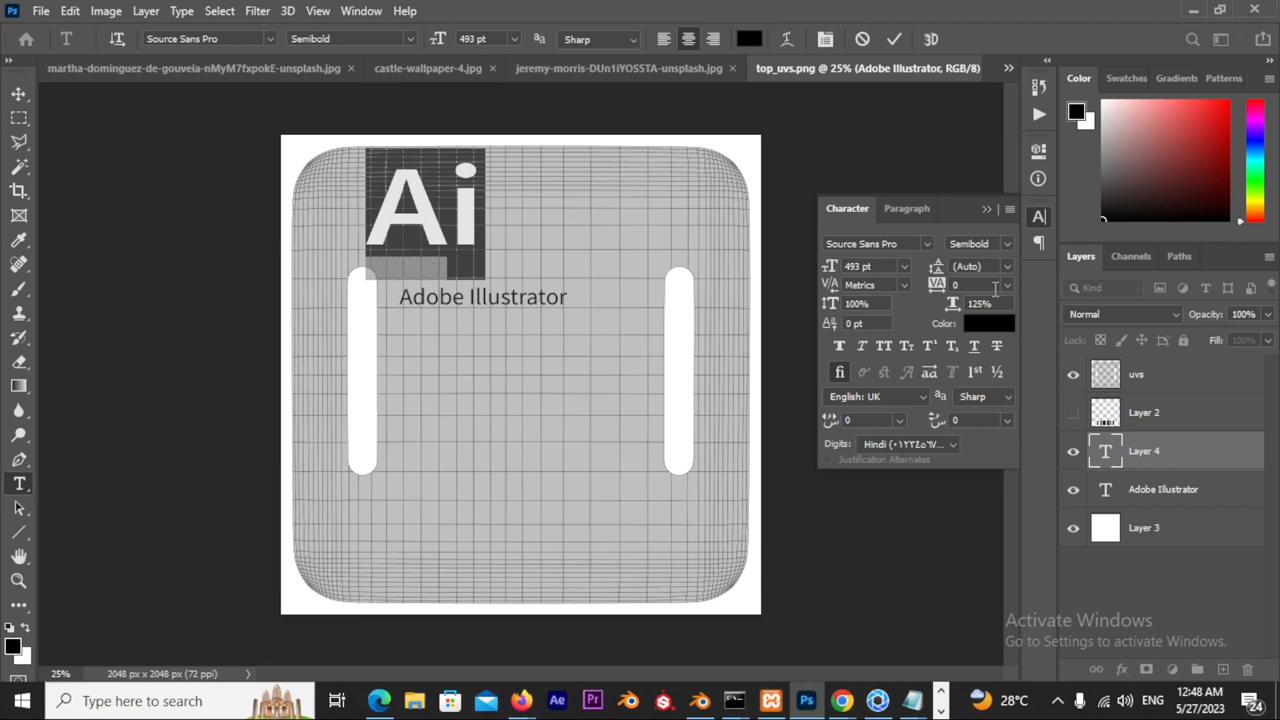 Ps File Edit Image Layer Type Select Filter 3D View Window Help
T Source Sans Pro Semibold 493 pt Sharp 3D
martha-dominguez-de-gouveia-nMyM7fxpokE-unsplash.jpg castle-wallpaper-4.jpg jeremy-morris-DUn1iYOS5TA-unsplash.jpg top_uvs.png @ 25% (Adobe Illustrator, RGB/8)
Color Swatches Gradients Patterns
Ai
Adobe Illustrator
Character Paragraph
Source Sans Pro Semibold
493 pt (Auto)
Metrics 0
100% 125%
0 pt Color:
English: UK Sharp
0 0
Digits:
Justification Alternates
Layers Channels Paths
Kind
Normal Opacity: 100%
Lock: Fill: 100%
uvs
Layer 2
Layer 4
Adobe Illustrator
Layer 3
Activate Windows
Go to Settings to activate Windows.
25% 2048 px x 2048 px (72 ppi)
Type here to search
Ae Pr Ps
28°C ENG 12:48 AM 5/27/2023 24